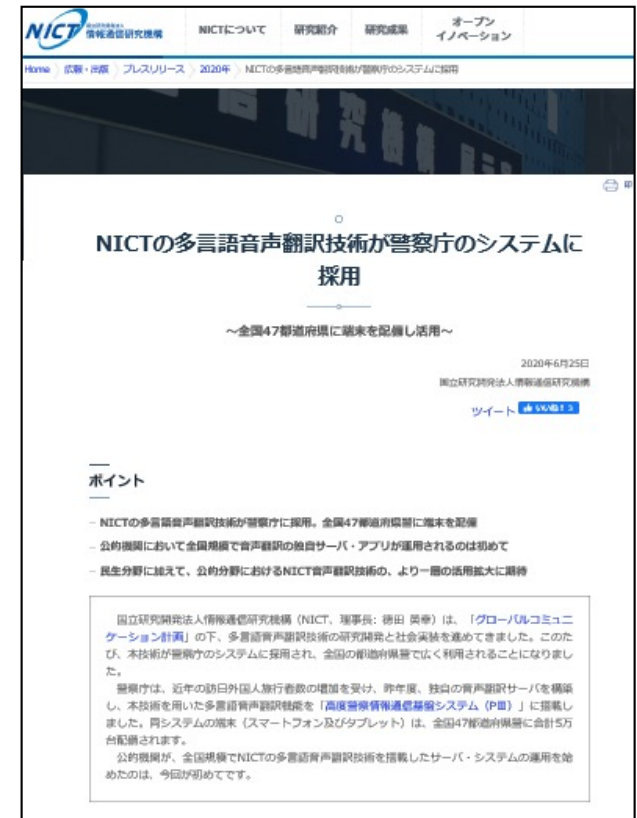 NICT 情報通信研究機構
NICTについて 研究紹介 研究成果 オープン
イノベーション
Home 〉 広報・出版 〉 プレスリリース 〉 2020年 〉 NICTの多言語音声翻訳技術が警察庁のシステムに採用
NICTの多言語音声翻訳技術が警察庁のシステムに
採用
～全国47都道府県に端末を配備し活用～
2020年6月25日
国立研究開発法人情報通信研究機構
ツイート
ポイント
– NICTの多言語音声翻訳技術が警察庁に採用。全国47都道府県警に端末を配備
– 公的機関において全国規模で音声翻訳の独自サーバ・アプリが運用されるのは初めて
– 民生分野に加えて、公的分野におけるNICT音声翻訳技術の、より一層の活用拡大に期待
国立研究開発法人情報通信研究機構（NICT、理事長: 徳田 英幸）は、「グローバルコミュニ
ケーション計画」の下、多言語音声翻訳技術の研究開発と社会実装を進めてきました。このた
び、本技術が警察庁のシステムに採用され、全国の都道府県警で広く利用されることになりまし
た。
警察庁は、近年の訪日外国人旅行者数の増加を受け、昨年度、独自の音声翻訳サーバを構築
し、本技術を用いた多言語音声翻訳機能を「高度警察情報通信基盤システム（PⅢ）」に搭載し
ました。同システムの端末（スマートフォン及びタブレット）は、全国47都道府県警に合計5万
台配備されます。
公的機関が、全国規模でNICTの多言語音声翻訳技術を搭載したサーバ・システムの運用を始
めたのは、今回が初めてです。